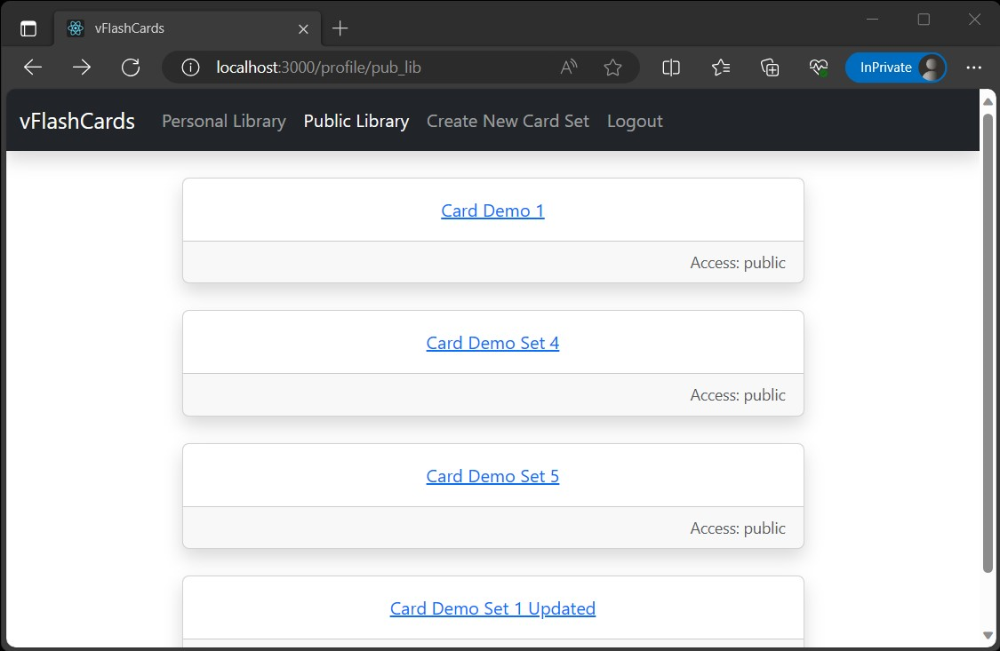 vFlashCards
localhost:3000/profile/pub_lib
InPrivate
vFlashCards Personal Library Public Library Create New Card Set Logout
Card Demo 1
Access: public
Card Demo Set 4
Access: public
Card Demo Set 5
Access: public
Card Demo Set 1 Updated